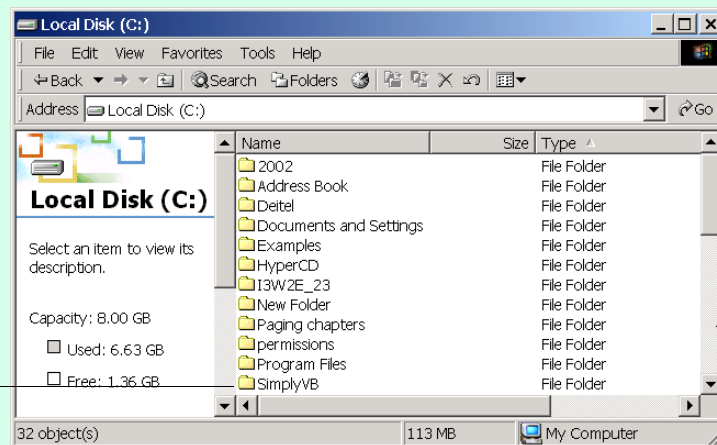 Local Disk (C:)
File Edit View Favorites Tools Help
Back Search Folders
Address Local Disk (C:) Go
Name Size Type
Local Disk (C:)
Select an item to view its
description.
Capacity: 8.00 GB
Used: 6.63 GB
Free: 1.36 GB
2002 File Folder
Address Book File Folder
Deitel File Folder
Documents and Settings File Folder
Examples File Folder
HyperCD File Folder
I3W2E_23 File Folder
New Folder File Folder
Paging chapters File Folder
permissions File Folder
Program Files File Folder
SimplyVB File Folder
32 object(s) 113 MB My Computer